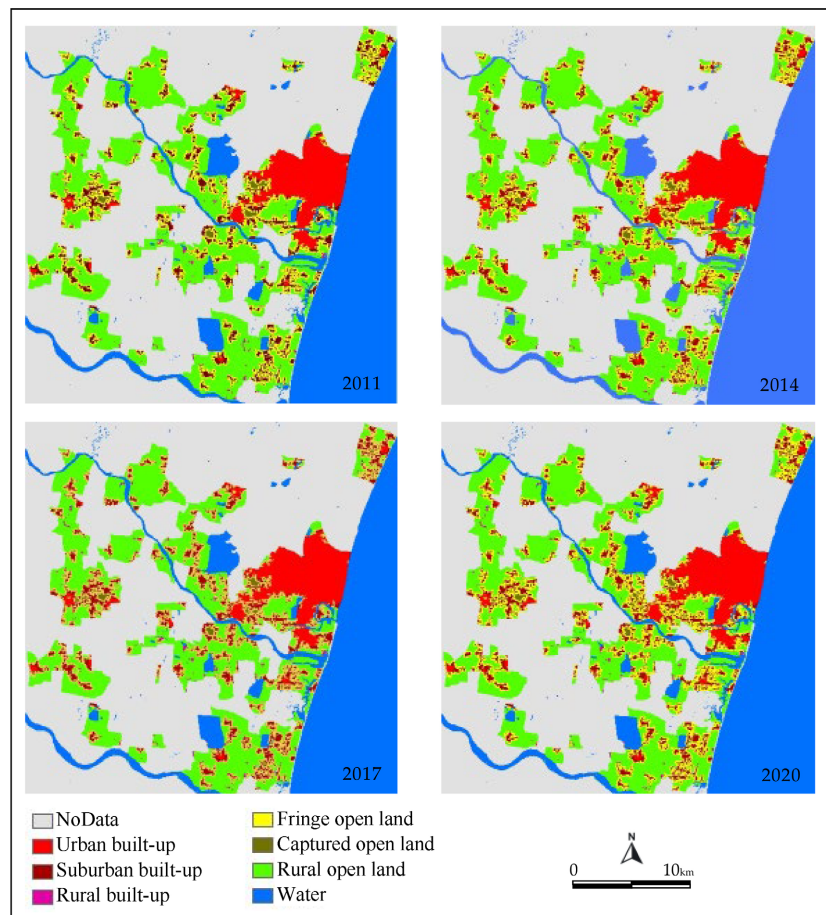 2011
2014
2017
2020
NoData
Urban built-up
Suburban built-up
Rural built-up
Fringe open land
Captured open land
Rural open land
Water
N
0 10km